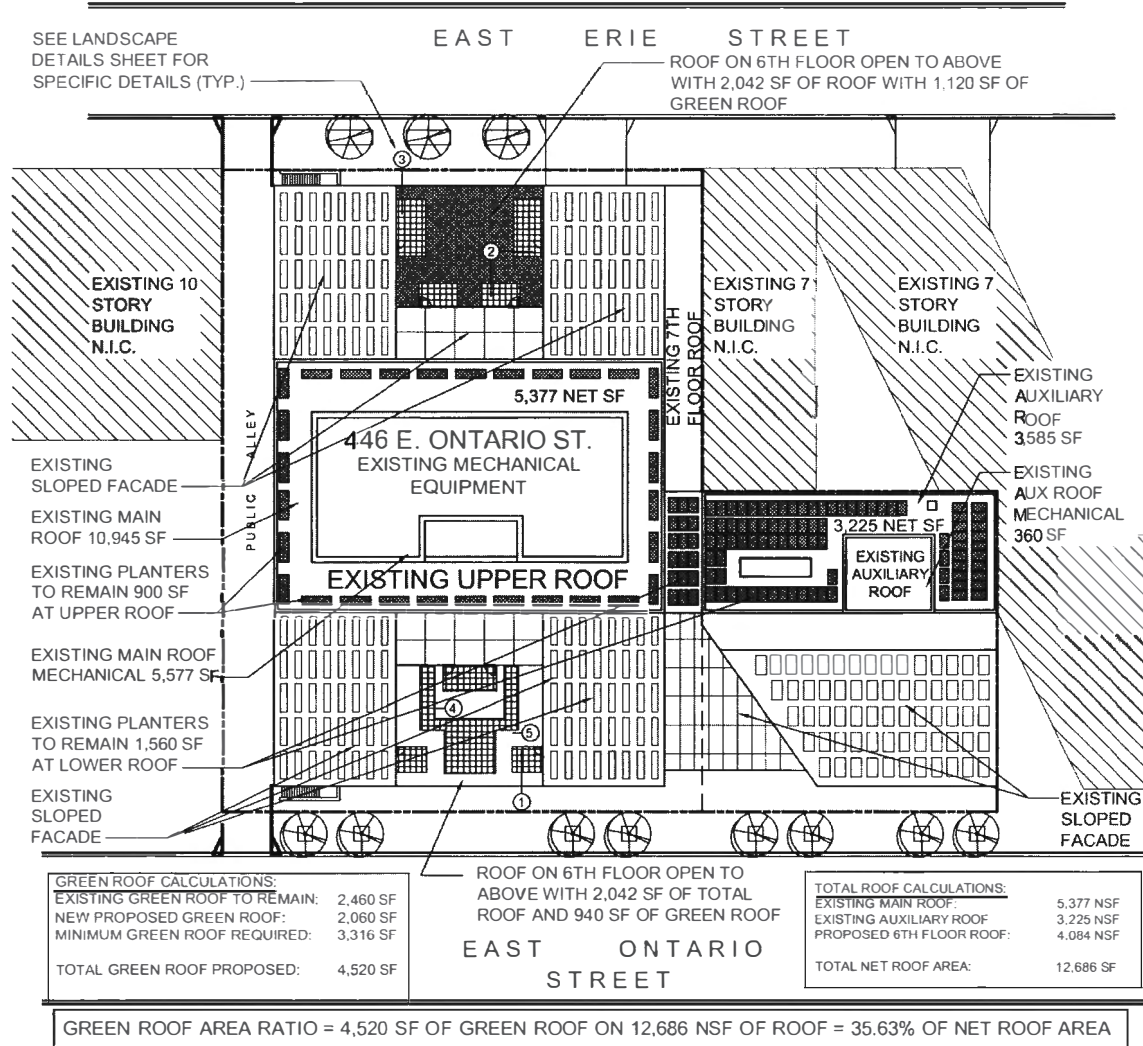 EAST ERIE STREET
SEE LANDSCAPE
DETAILS SHEET FOR
SPECIFIC DETAILS (TYP.)
ROOF ON 6TH FLOOR OPEN TO ABOVE
WITH 2,042 SF OF ROOF WITH 1,120 SF OF
GREEN ROOF
3
2
EXISTING 10
STORY
BUILDING
N.I.C.
EXISTING 7TH
FLOOR ROOF
EXISTING 7
STORY
BUILDING
N.I.C.
EXISTING 7
STORY
BUILDING
N.I.C.
PUBLIC ALLEY
5,377 NET SF
446 E. ONTARIO ST.
EXISTING MECHANICAL
EQUIPMENT
EXISTING UPPER ROOF
EXISTING
AUXILIARY
ROOF
3,585 SF
EXISTING
AUX ROOF
MECHANICAL
360 SF
3,225 NET SF
EXISTING
AUXILIARY
ROOF
EXISTING
SLOPED FACADE
EXISTING MAIN
ROOF 10,945 SF
EXISTING PLANTERS
TO REMAIN 900 SF
AT UPPER ROOF
EXISTING MAIN ROOF
MECHANICAL 5,577 SF
EXISTING PLANTERS
TO REMAIN 1,560 SF
AT LOWER ROOF
EXISTING
SLOPED
FACADE
4
5
1
EXISTING
SLOPED
FACADE
GREEN ROOF CALCULATIONS:
EXISTING GREEN ROOF TO REMAIN: 2,460 SF
NEW PROPOSED GREEN ROOF: 2,060 SF
MINIMUM GREEN ROOF REQUIRED: 3,316 SF
TOTAL GREEN ROOF PROPOSED: 4,520 SF
ROOF ON 6TH FLOOR OPEN TO
ABOVE WITH 2,042 SF OF TOTAL
ROOF AND 940 SF OF GREEN ROOF
EAST ONTARIO
STREET
TOTAL ROOF CALCULATIONS:
EXISTING MAIN ROOF: 5,377 NSF
EXISTING AUXILIARY ROOF 3,225 NSF
PROPOSED 6TH FLOOR ROOF: 4.084 NSF
TOTAL NET ROOF AREA: 12,686 SF
GREEN ROOF AREA RATIO = 4,520 SF OF GREEN ROOF ON 12,686 NSF OF ROOF = 35.63% OF NET ROOF AREA